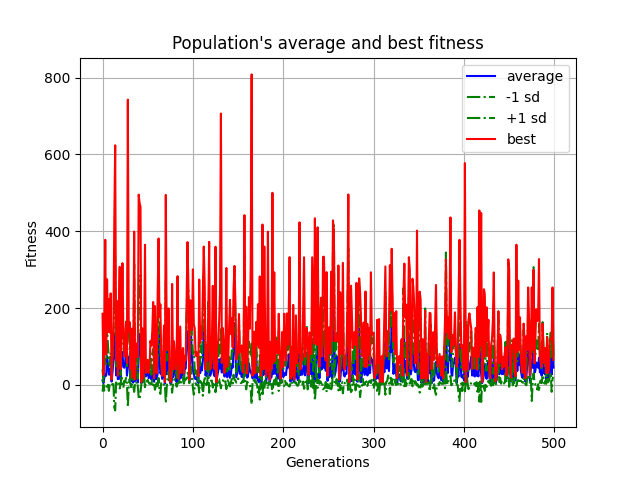 Population's average and best fitness
average
-1 sd
+1 sd
best
Fitness
800
600
400
200
0
0 100 200 300 400 500
Generations